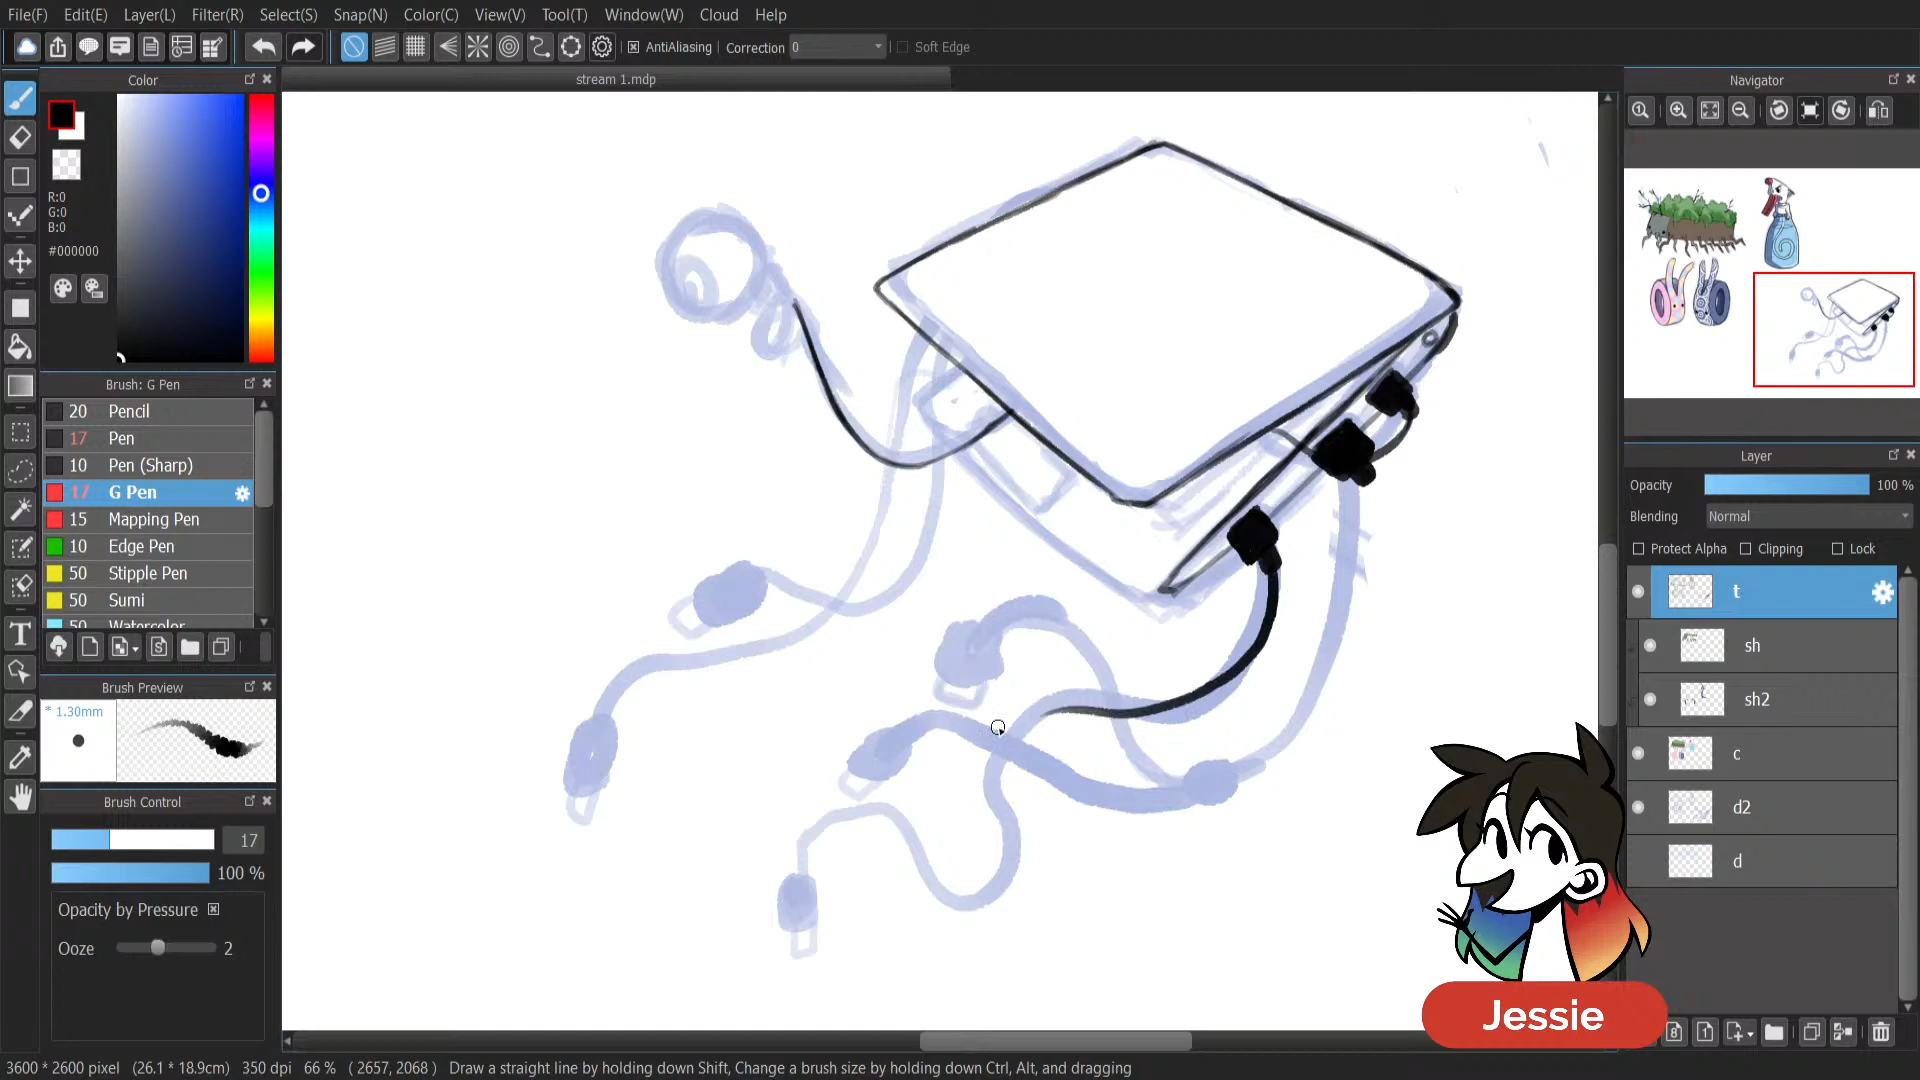 File(F) Edit(E) Layer(L) Filter(R) Select(S) Snap(N) Color(C) View(V) Tool(T) Window(W) Cloud Help
AntiAliasing Correction 0 Soft Edge
Color
stream 1.mdp
Navigator
R:0
G:0
B:0
#000000
Brush: G Pen
20 Pencil
17 Pen
10 Pen (Sharp)
17 G Pen
15 Mapping Pen
10 Edge Pen
50 Stipple Pen
50 Sumi
50 Watercolor
Brush Preview
* 1.30mm
Brush Control
17
100 %
Opacity by Pressure
Ooze 2
Layer
Opacity 100 %
Blending Normal
Protect Alpha Clipping Lock
t
sh
sh2
c
d2
d
Jessie
3600 * 2600 pixel (26.1 * 18.9cm) 350 dpi 66 % ( 2657, 2068 ) Draw a straight line by holding down Shift, Change a brush size by holding down Ctrl, Alt, and dragging